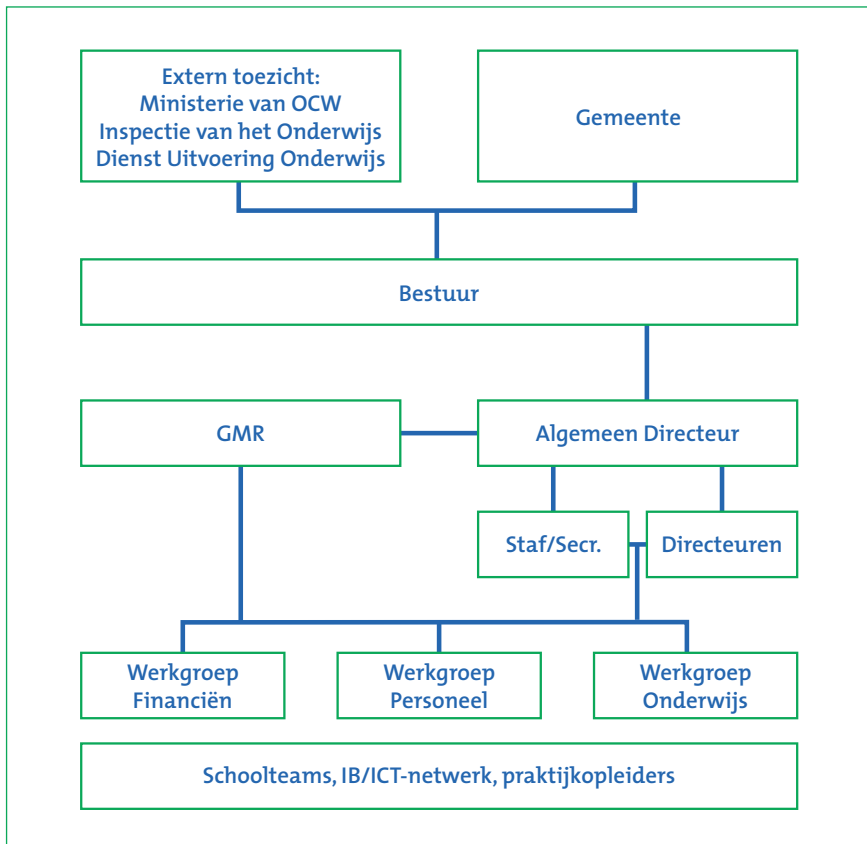 Extern toezicht:
Ministerie van OCW
Inspectie van het Onderwijs
Dienst Uitvoering Onderwijs
Gemeente
Bestuur
GMR
Algemeen Directeur
Staf/Secr.
Directeuren
Werkgroep
Financiën
Werkgroep
Personeel
Werkgroep
Onderwijs
Schoolteams, IB/ICT-netwerk, praktijkopleiders